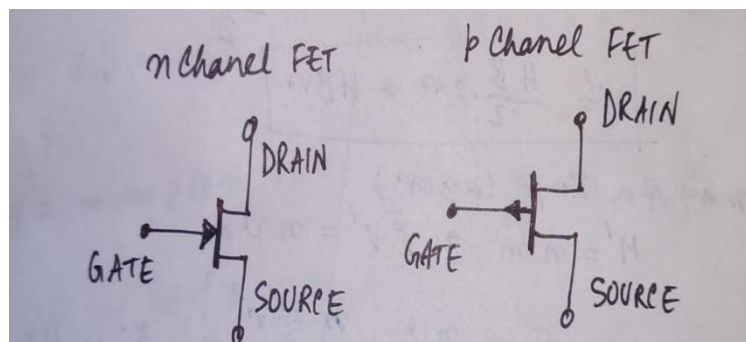 n Chanel FET
p Chanel FET
DRAIN
GATE
SOURCE
DRAIN
GATE
SOURCE